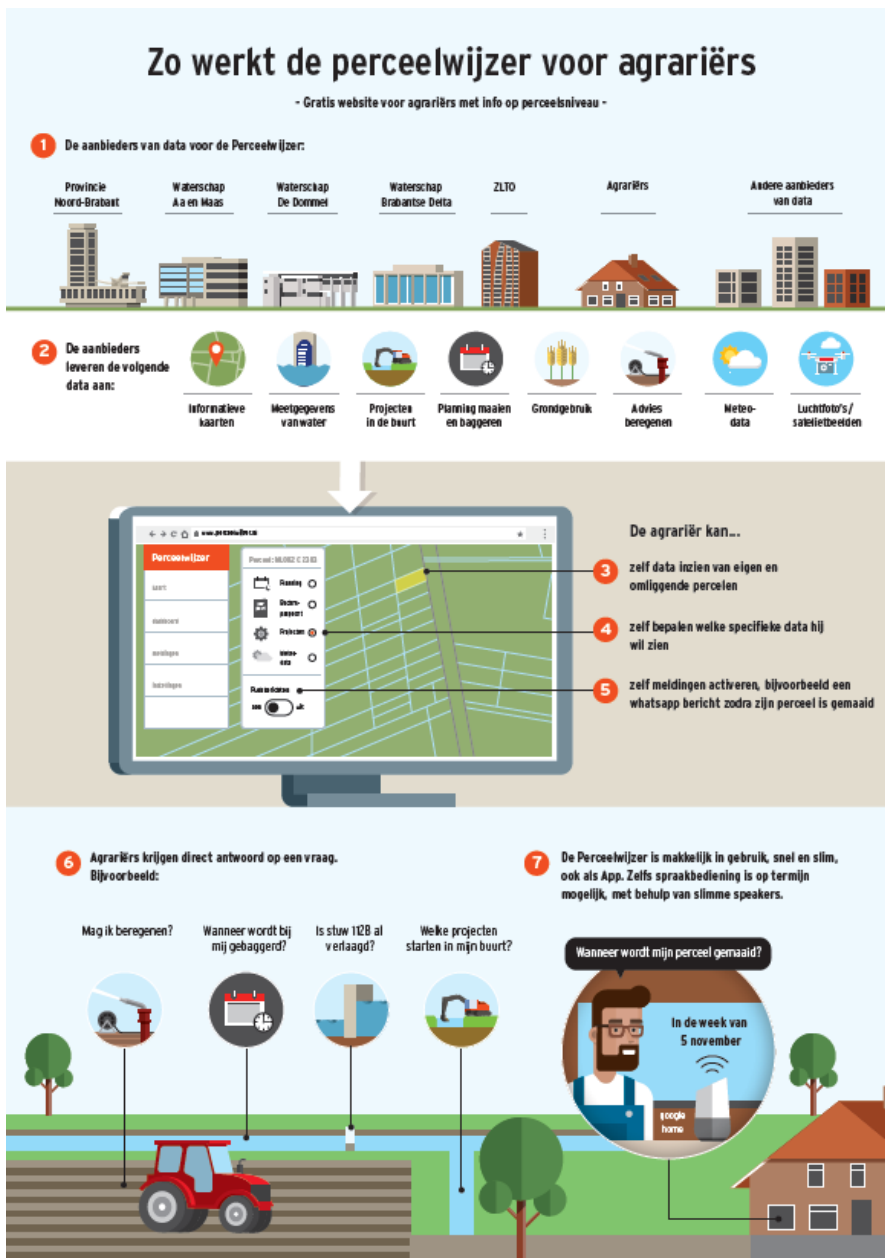 Zo werkt de perceelwijzer voor agrariërs
- Gratis website voor agrariërs met info op perceelsniveau -
1 De aanbieders van data voor de Perceelwijzer:
Provincie
Noord-Brabant
Waterschap
Aa en Maas
Waterschap
De Dommel
Waterschap
Brabantse Delta
ZLTO
Agrariërs
Andere aanbieders
van data
2 De aanbieders
leveren de volgende
data aan:
Informatieve
kaarten
Meetgegevens
van water
Projecten
in de buurt
Planning maaien
en baggeren
Grondgebruik
Advies
beregenen
Meteo-
data
Luchtfoto's/
satelietbeelden
Perceelwijzer
Planning
Projecten
Meteo-
data
aan
uit
De agrariër kan...
3 zelf data inzien van eigen en
omliggende percelen
4 zelf bepalen welke specifieke data hij
wil zien
5 zelf meldingen activeren, bijvoorbeeld een
whatsapp bericht zodra zijn perceel is gemaaid
6 Agrariërs krijgen direct antwoord op een vraag.
Bijvoorbeeld:
Mag ik beregenen?
Wanneer wordt bij
mij gebaggerd?
Is stuw 112B al
verlaagd?
Welke projecten
starten in mijn buurt?
7 De Perceelwijzer is makkelijk in gebruik, snel en slim,
ook als App. Zelfs spraakbediening is op termijn
mogelijk, met behulp van slimme speakers.
Wanneer wordt mijn perceel gemaaid?
In de week van
5 november
google
home